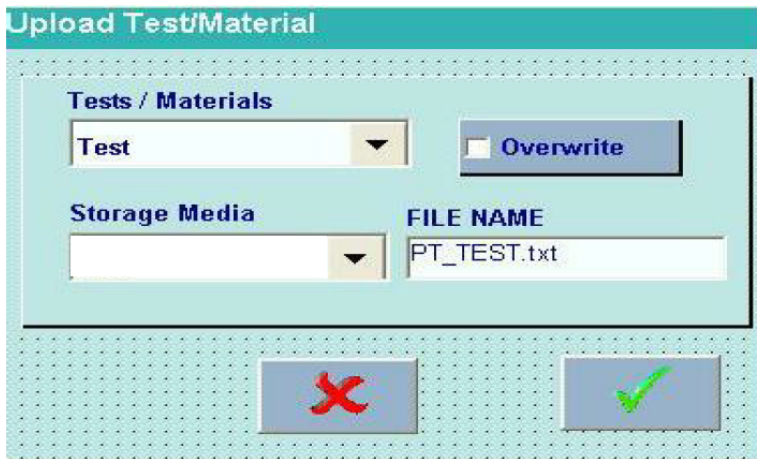 Upload Test/Material
Tests / Materials
Test
Overwrite
Storage Media
FILE NAME
PT_TEST.txt